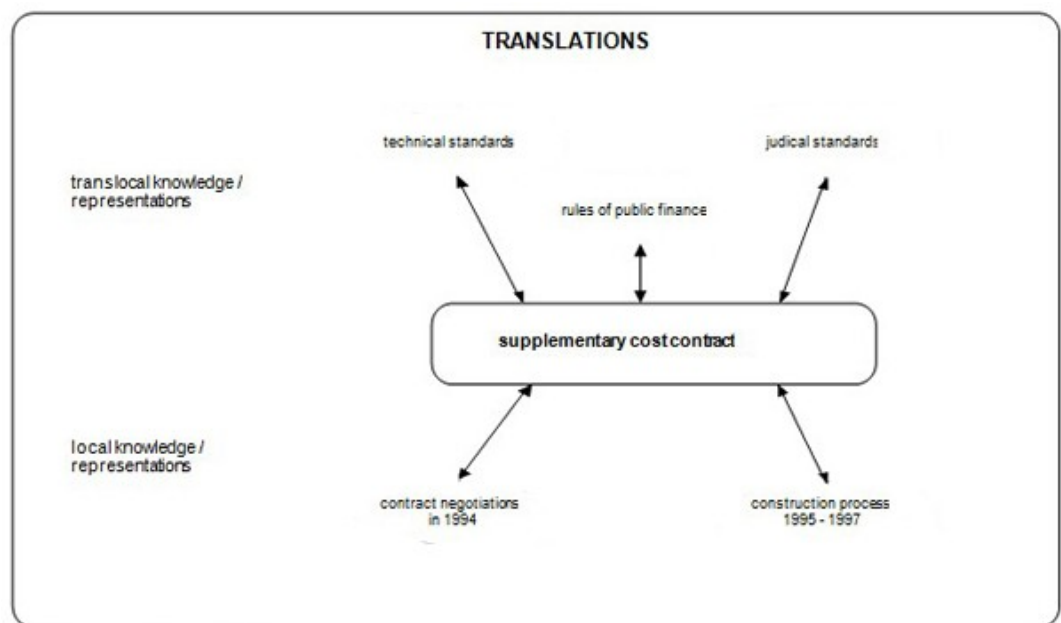 TRANSLATIONS
technical standards
judical standards
translocal knowledge /
representations
rules of public finance
supplementary cost contract
local knowledge /
representations
contract negotiations
in 1994
construction process
1995 - 1997